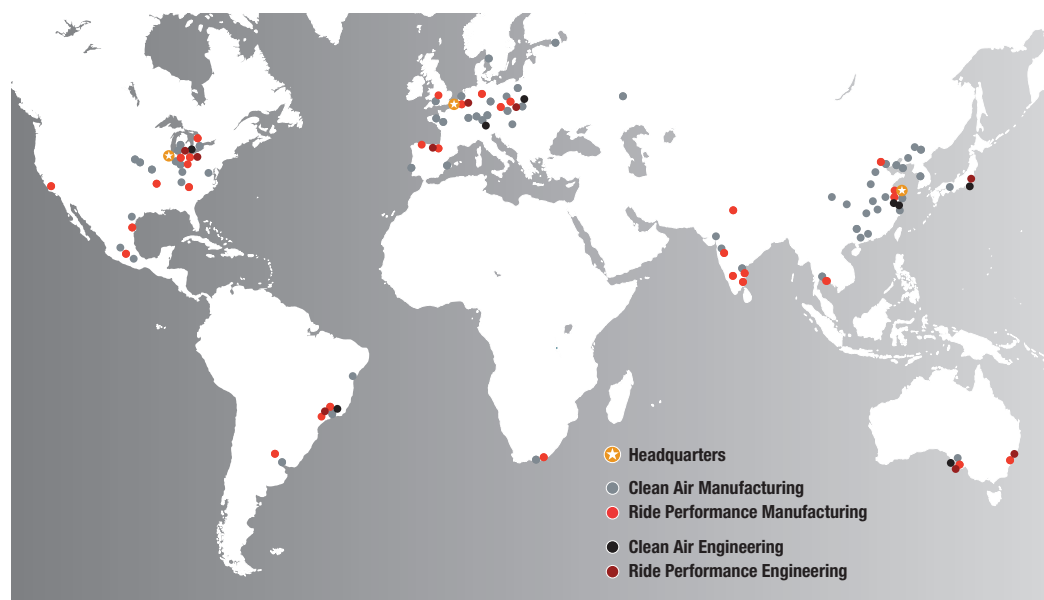 Headquarters
Clean Air Manufacturing
Ride Performance Manufacturing
Clean Air Engineering
Ride Performance Engineering